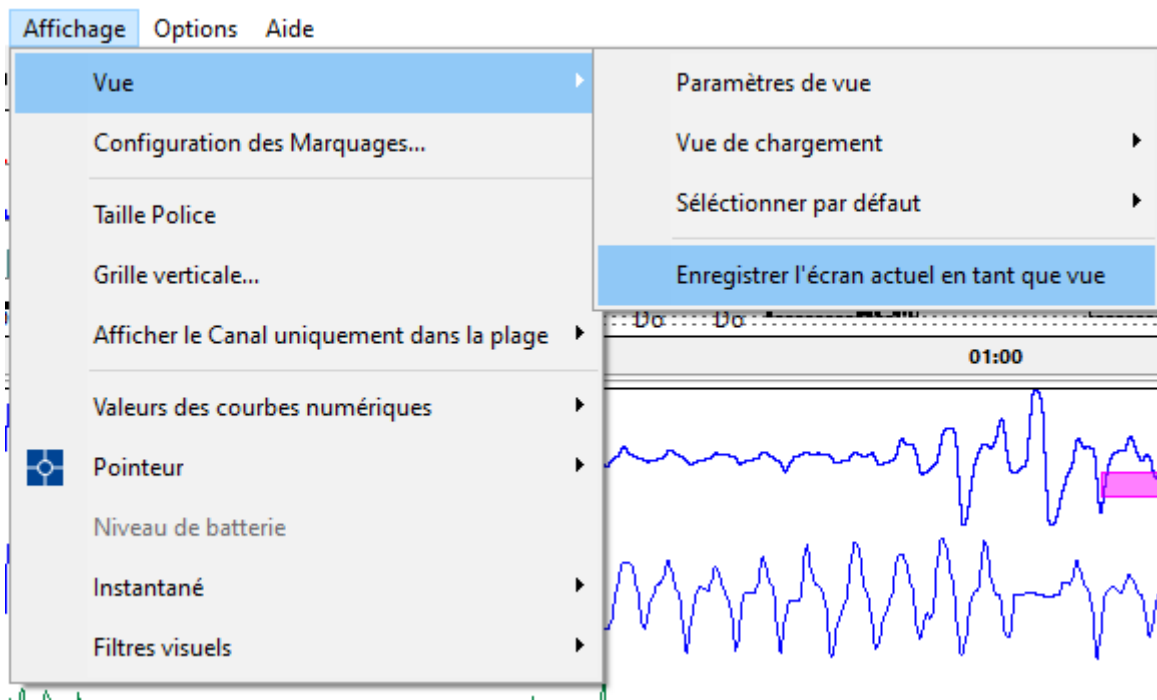 Affichage Options Aide
Vue
Configuration des Marquages...
Taille Police
Grille verticale...
Afficher le Canal uniquement dans la plage
Valeurs des courbes numériques
Pointeur
Niveau de batterie
Instantané
Filtres visuels
Paramètres de vue
Vue de chargement
Séléctionner par défaut
Enregistrer l'écran actuel en tant que vue
Do Do
01:00